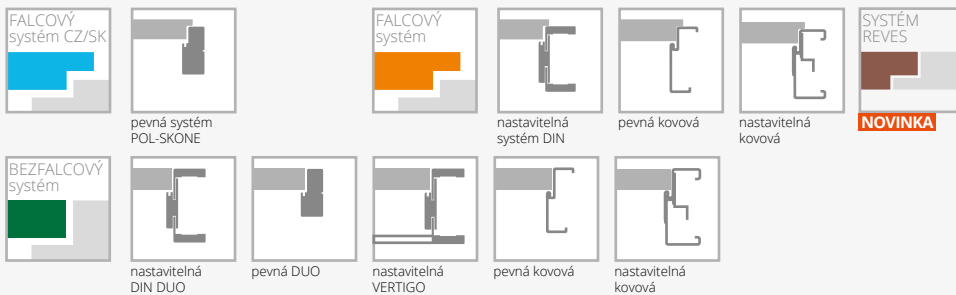 FALCOVÝ
systém CZ/SK
pevná systém
POL-SKONE
FALCOVÝ
systém
nastavitelná
systém DIN
pevná kovová
nastavitelná
kovová
SYSTÉM
REVES
NOVINKA
BEZFALCOVÝ
systém
nastavitelná
DIN DUO
pevná DUO
nastavitelná
VERTIGO
pevná kovová
nastavitelná
kovová